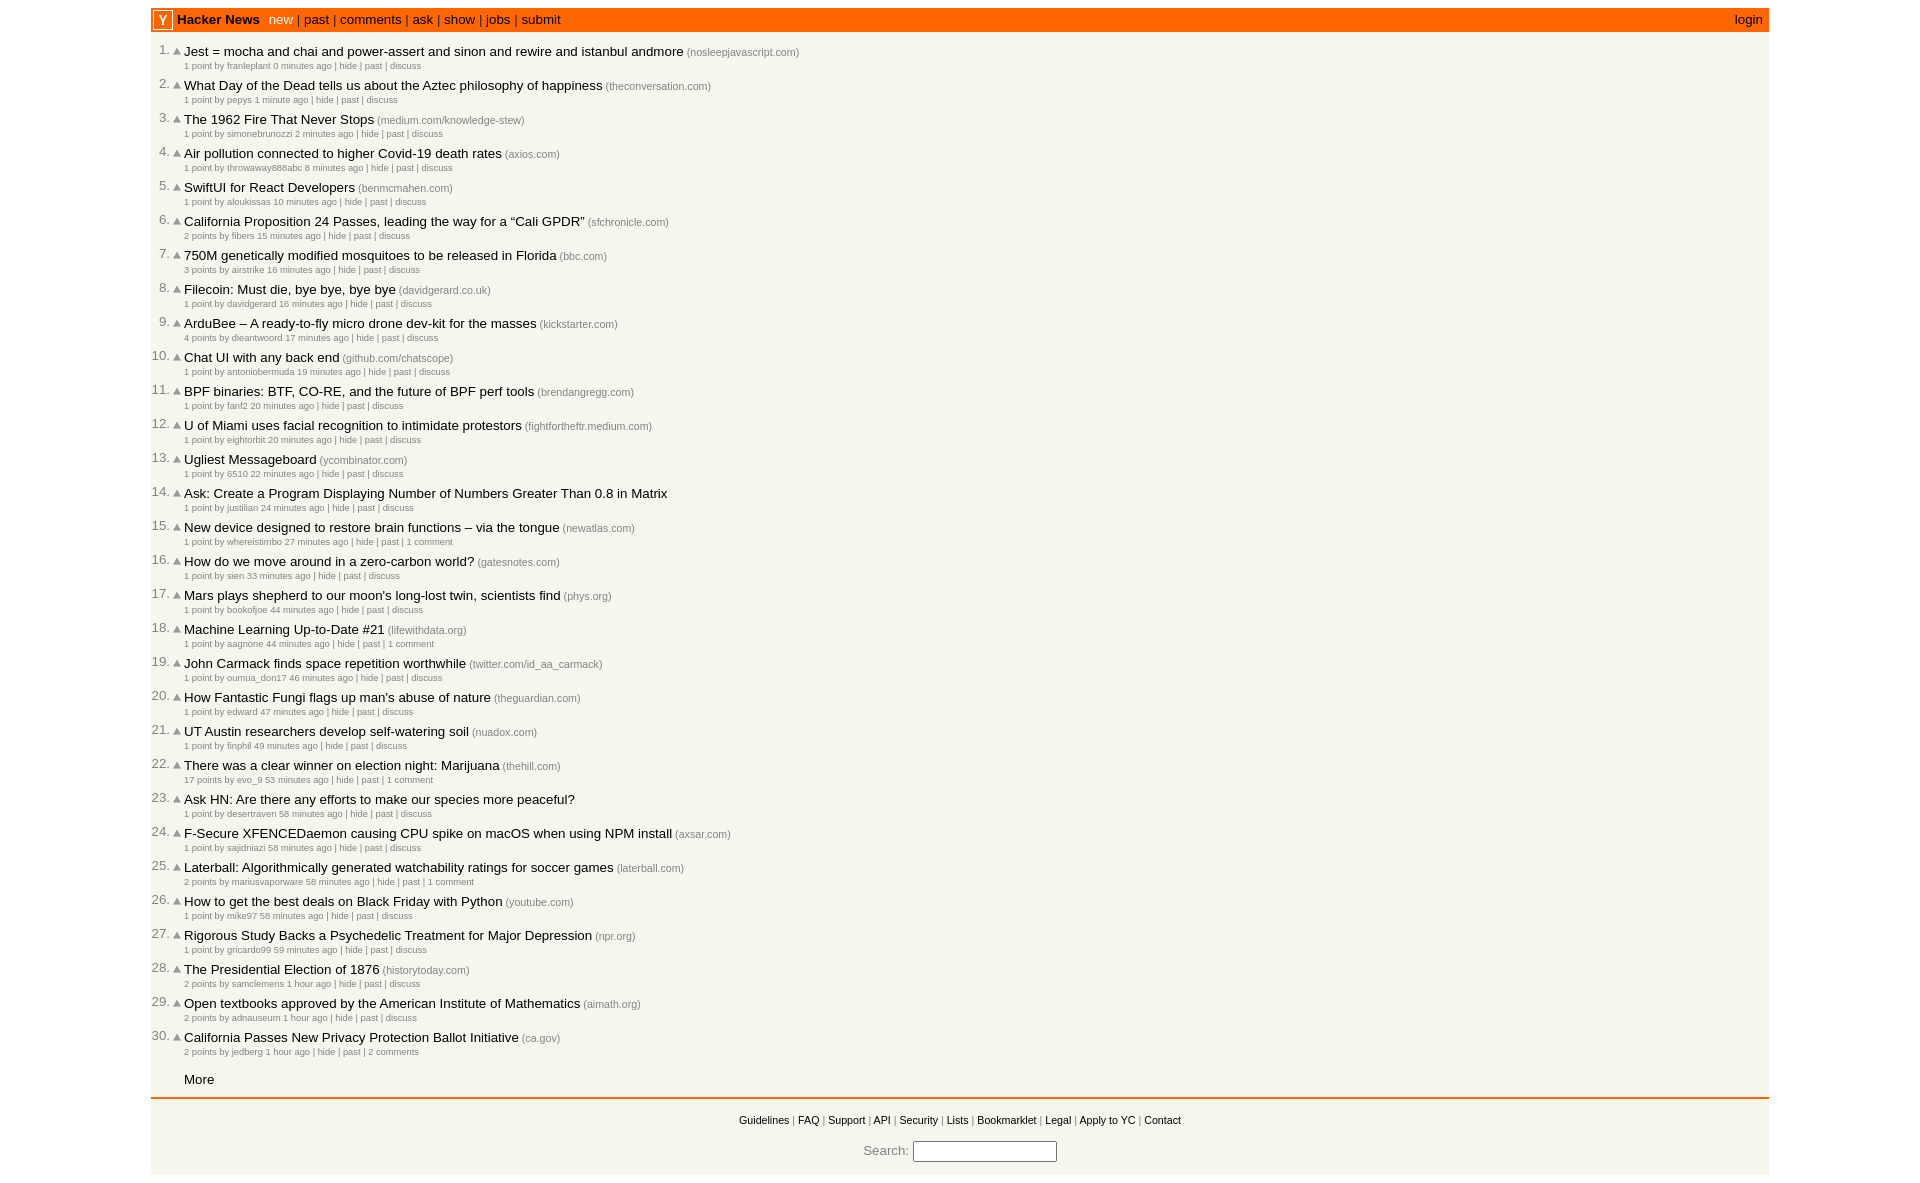 Y Hacker News new | past | comments | ask | show | jobs | submit login
1. Jest = mocha and chai and power-assert and sinon and rewire and istanbul andmore (nosleepjavascript.com)
1 point by franleplant 0 minutes ago | hide | past | discuss
2. What Day of the Dead tells us about the Aztec philosophy of happiness (theconversation.com)
1 point by pepys 1 minute ago | hide | past | discuss
3. The 1962 Fire That Never Stops (medium.com/knowledge-stew)
1 point by simonebrunozzi 2 minutes ago | hide | past | discuss
4. Air pollution connected to higher Covid-19 death rates (axios.com)
1 point by throwaway888abc 8 minutes ago | hide | past | discuss
5. SwiftUI for React Developers (benmcmahen.com)
1 point by aloukissas 10 minutes ago | hide | past | discuss
6. California Proposition 24 Passes, leading the way for a “Cali GPDR” (sfchronicle.com)
2 points by fibers 15 minutes ago | hide | past | discuss
7. 750M genetically modified mosquitoes to be released in Florida (bbc.com)
3 points by airstrike 16 minutes ago | hide | past | discuss
8. Filecoin: Must die, bye bye, bye bye (davidgerard.co.uk)
1 point by davidgerard 16 minutes ago | hide | past | discuss
9. ArduBee – A ready-to-fly micro drone dev-kit for the masses (kickstarter.com)
4 points by dieantwoord 17 minutes ago | hide | past | discuss
10. Chat UI with any back end (github.com/chatscope)
1 point by antoniobermuda 19 minutes ago | hide | past | discuss
11. BPF binaries: BTF, CO-RE, and the future of BPF perf tools (brendangregg.com)
1 point by fanf2 20 minutes ago | hide | past | discuss
12. U of Miami uses facial recognition to intimidate protestors (fightfortheftr.medium.com)
1 point by eightorbit 20 minutes ago | hide | past | discuss
13. Ugliest Messageboard (ycombinator.com)
1 point by 6510 22 minutes ago | hide | past | discuss
14. Ask: Create a Program Displaying Number of Numbers Greater Than 0.8 in Matrix
1 point by justilian 24 minutes ago | hide | past | discuss
15. New device designed to restore brain functions – via the tongue (newatlas.com)
1 point by whereistimbo 27 minutes ago | hide | past | 1 comment
16. How do we move around in a zero-carbon world? (gatesnotes.com)
1 point by sien 33 minutes ago | hide | past | discuss
17. Mars plays shepherd to our moon's long-lost twin, scientists find (phys.org)
1 point by bookofjoe 44 minutes ago | hide | past | discuss
18. Machine Learning Up-to-Date #21 (lifewithdata.org)
1 point by aagnone 44 minutes ago | hide | past | 1 comment
19. John Carmack finds space repetition worthwhile (twitter.com/id_aa_carmack)
1 point by oumua_don17 46 minutes ago | hide | past | discuss
20. How Fantastic Fungi flags up man's abuse of nature (theguardian.com)
1 point by edward 47 minutes ago | hide | past | discuss
21. UT Austin researchers develop self-watering soil (nuadox.com)
1 point by finphil 49 minutes ago | hide | past | discuss
22. There was a clear winner on election night: Marijuana (thehill.com)
17 points by evo_9 53 minutes ago | hide | past | 1 comment
23. Ask HN: Are there any efforts to make our species more peaceful?
1 point by desertraven 58 minutes ago | hide | past | discuss
24. F-Secure XFENCEDaemon causing CPU spike on macOS when using NPM install (axsar.com)
1 point by sajidniazi 58 minutes ago | hide | past | discuss
25. Laterball: Algorithmically generated watchability ratings for soccer games (laterball.com)
2 points by mariusvaporware 58 minutes ago | hide | past | 1 comment
26. How to get the best deals on Black Friday with Python (youtube.com)
1 point by mike97 58 minutes ago | hide | past | discuss
27. Rigorous Study Backs a Psychedelic Treatment for Major Depression (npr.org)
1 point by gricardo99 59 minutes ago | hide | past | discuss
28. The Presidential Election of 1876 (historytoday.com)
2 points by samclemens 1 hour ago | hide | past | discuss
29. Open textbooks approved by the American Institute of Mathematics (aimath.org)
2 points by adnauseum 1 hour ago | hide | past | discuss
30. California Passes New Privacy Protection Ballot Initiative (ca.gov)
2 points by jedberg 1 hour ago | hide | past | 2 comments
More
Guidelines | FAQ | Support | API | Security | Lists | Bookmarklet | Legal | Apply to YC | Contact
Search: